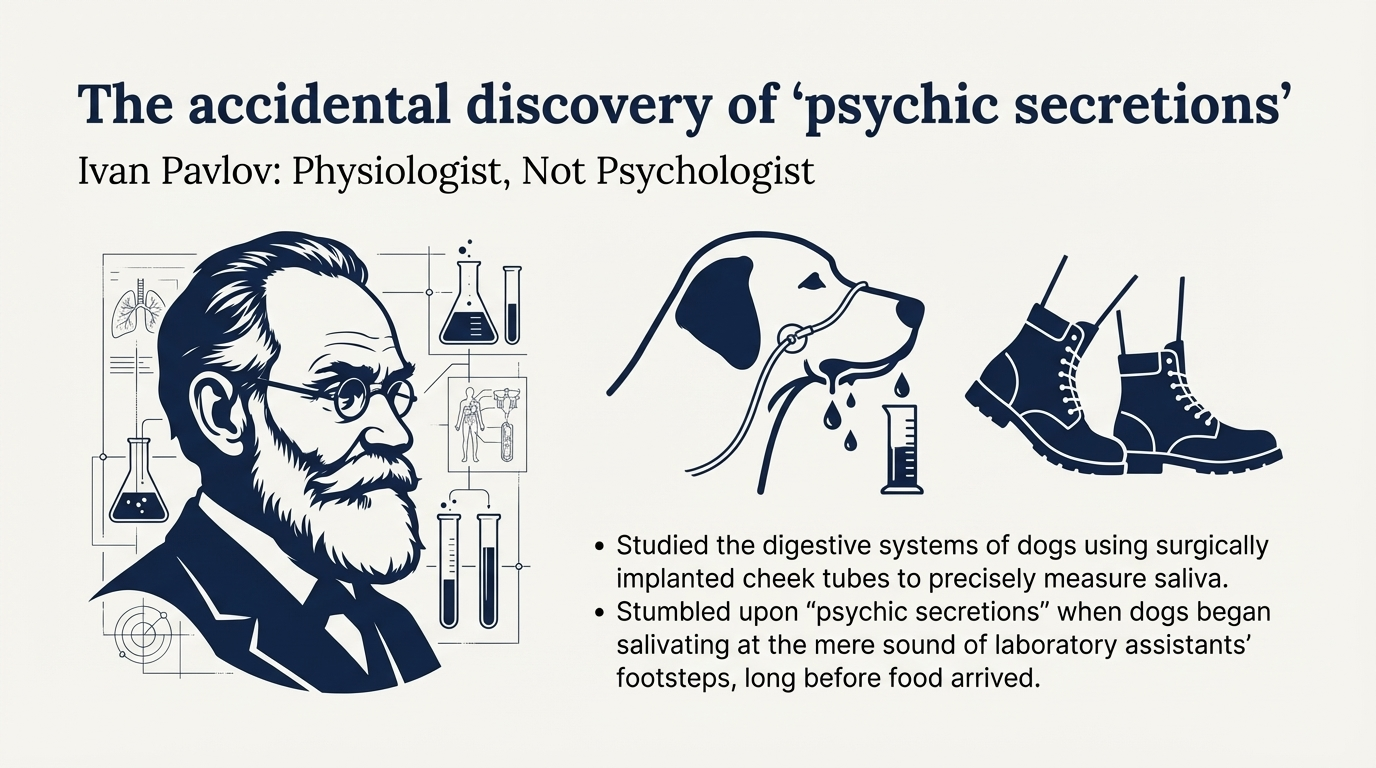 The accidental discovery of ‘psychic secretions’
Ivan Pavlov: Physiologist, Not Psychologist
• Studied the digestive systems of dogs using surgically
implanted cheek tubes to precisely measure saliva.
• Stumbled upon “psychic secretions” when dogs began
salivating at the mere sound of laboratory assistants’
footsteps, long before food arrived.